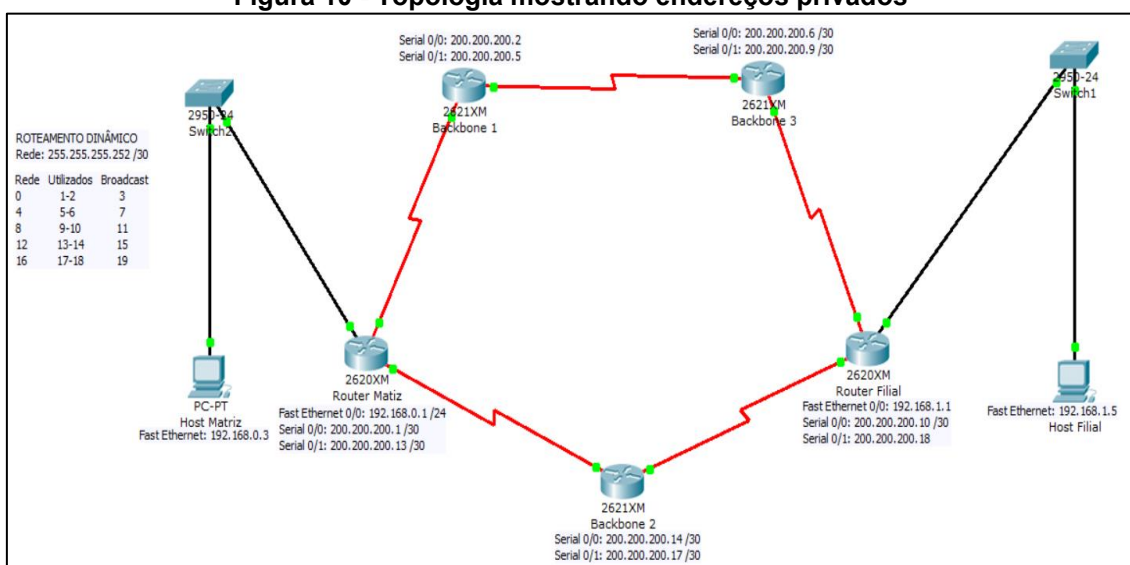 Figura 10 - Topologia mostrando endereços privados
Serial 0/0: 200.200.200.2
Serial 0/1: 200.200.200.5
2621XM
Backbone 1
Serial 0/0: 200.200.200.6 /30
Serial 0/1: 200.200.200.9 /30
2621XM
Backbone 3
2950-24
Switch2
2950-24
Switch1
ROTEAMENTO DINÂMICO
Rede: 255.255.255.252 /30
Rede Utilizados Broadcast
0 1-2 3
4 5-6 7
8 9-10 11
12 13-14 15
16 17-18 19
PC-PT
Host Matriz
Fast Ethernet: 192.168.0.3
2620XM
Router Matiz
Fast Ethernet 0/0: 192.168.0.1 /24
Serial 0/0: 200.200.200.1 /30
Serial 0/1: 200.200.200.13 /30
2620XM
Router Filial
Fast Ethernet 0/0: 192.168.1.1
Serial 0/0: 200.200.200.10 /30
Serial 0/1: 200.200.200.18
Fast Ethernet: 192.168.1.5
Host Filial
2621XM
Backbone 2
Serial 0/0: 200.200.200.14 /30
Serial 0/1: 200.200.200.17 /30